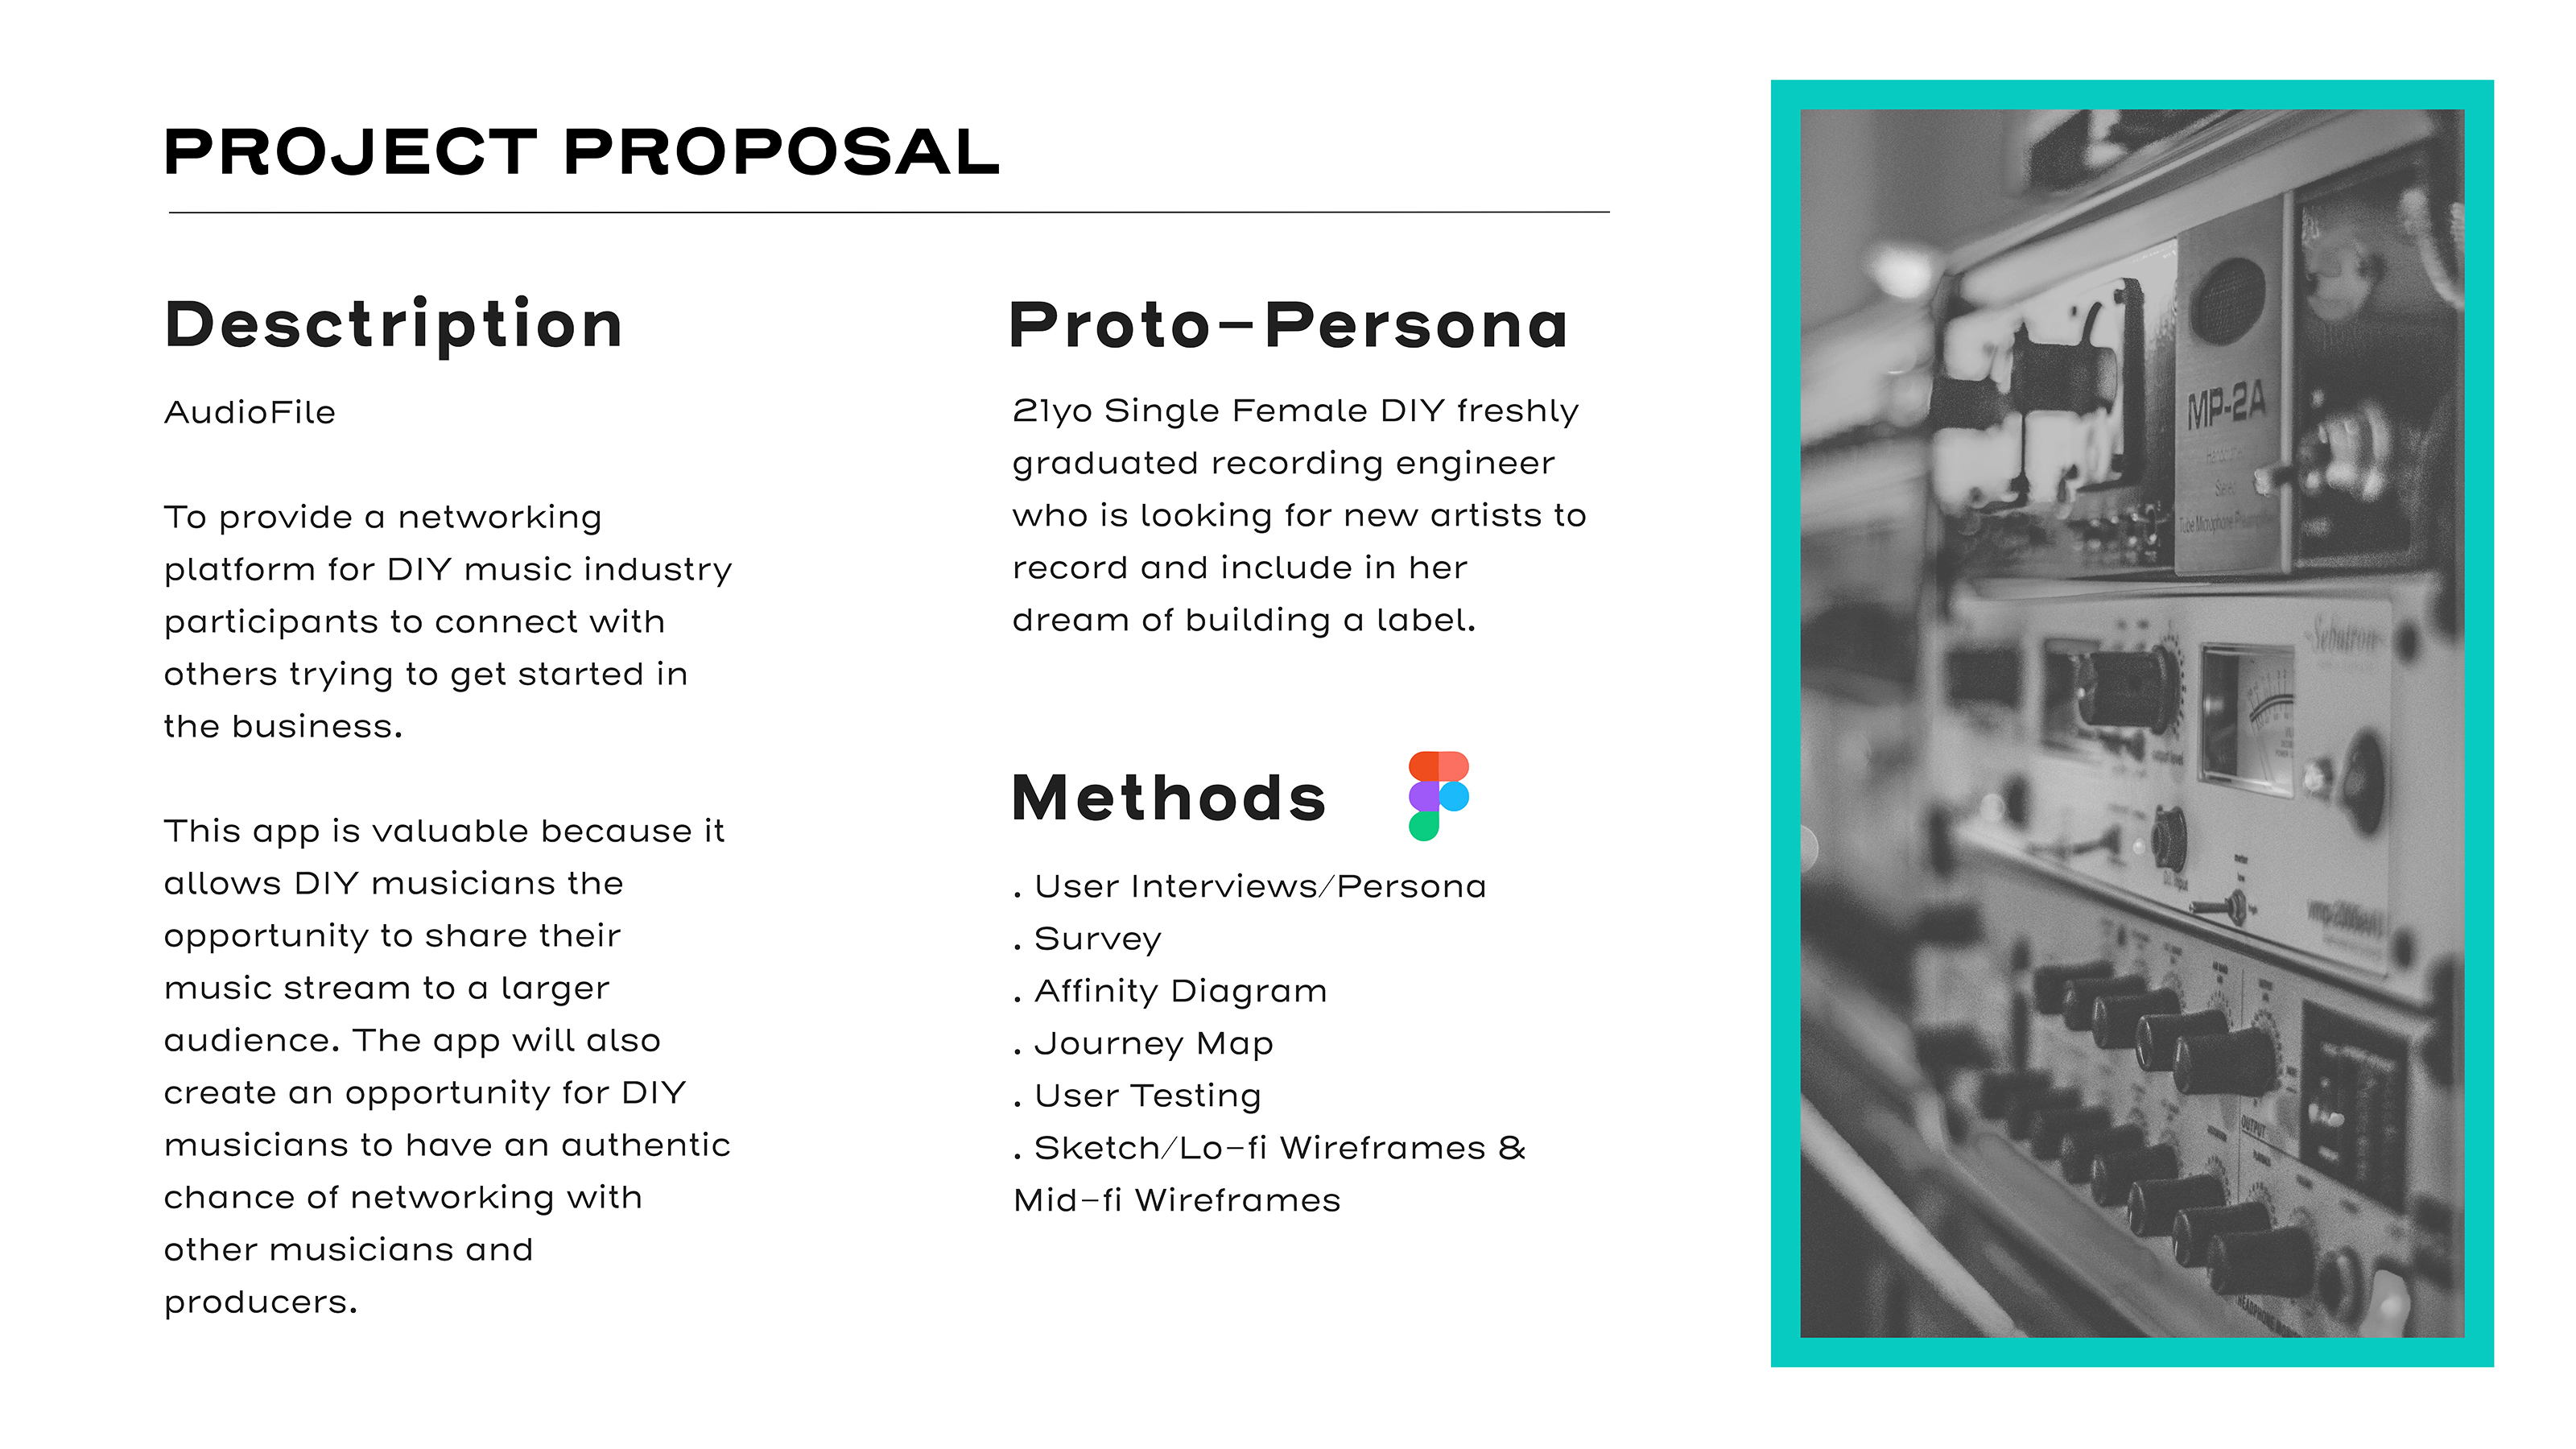 PROJECT PROPOSAL
Desctription
AudioFile
To provide a networking
platform for DIY music industry
participants to connect with
others trying to get started in
the business.
This app is valuable because it
allows DIY musicians the
opportunity to share their
music stream to a larger
audience. The app will also
create an opportunity for DIY
musicians to have an authentic
chance of networking with
other musicians and
producers.
Proto-Persona
21yo Single Female DIY freshly
graduated recording engineer
who is looking for new artists to
record and include in her
dream of building a label.
Methods
. User Interviews/Persona
. Survey
. Affinity Diagram
. Journey Map
. User Testing
. Sketch/Lo-fi Wireframes &
Mid-fi Wireframes
MP-2A
Tube Microphone
Sebatron
OUTPUT